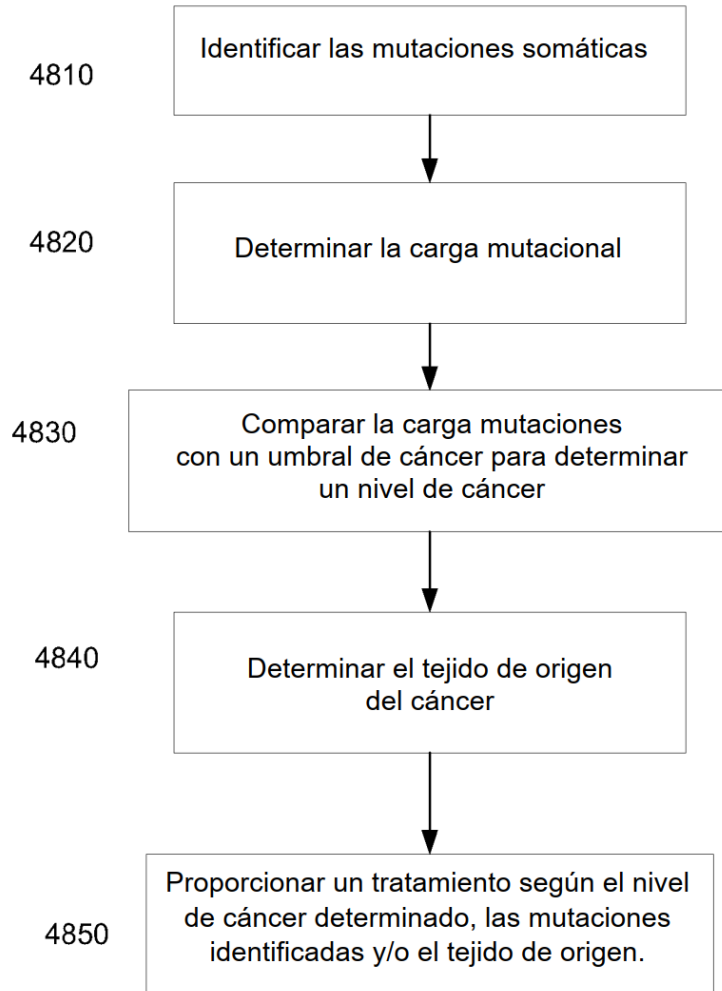 4810
Identificar las mutaciones somáticas
4820
Determinar la carga mutacional
4830
Comparar la carga mutaciones
con un umbral de cáncer para determinar
un nivel de cáncer
4840
Determinar el tejido de origen
del cáncer
4850
Proporcionar un tratamiento según el nivel
de cáncer determinado, las mutaciones
identificadas y/o el tejido de origen.